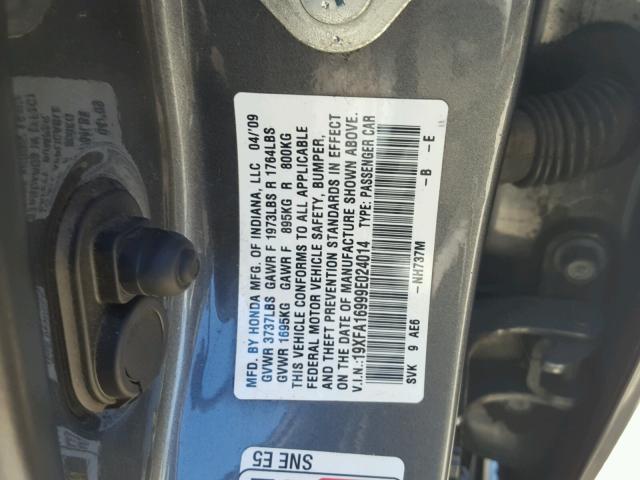 MFD. BY HONDA MFG. OF INDIANA, LLC 04/'09
GVWR 3737LBS GAWR F 1973LBS R 1764LBS
GVWR 1695KG GAWR F 895KG R 800KG
THIS VEHICLE CONFORMS TO ALL APPLICABLE
FEDERAL MOTOR VEHICLE SAFETY, BUMPER,
AND THEFT PREVENTION STANDARDS IN EFFECT
ON THE DATE OF MANUFACTURE SHOWN ABOVE.
V.I.N.:19XFA16999E024014 TYPE: PASSENGER CAR
SVK 9 AE6 -NH737M -B -E
SNE E5